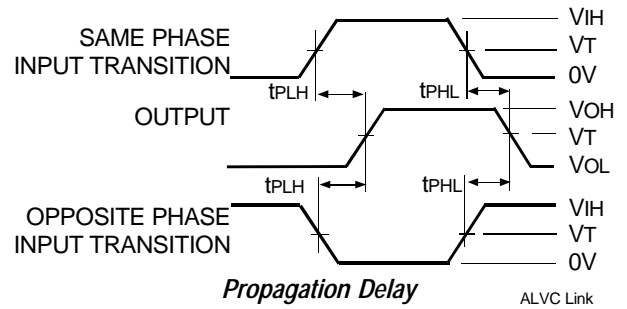 SAME PHASE
INPUT TRANSITION
VIH
VT
0V
tPLH
tPHL
OUTPUT
VOH
VT
VOL
tPLH
tPHL
OPPOSITE PHASE
INPUT TRANSITION
VIH
VT
0V
Propagation Delay
ALVC Link